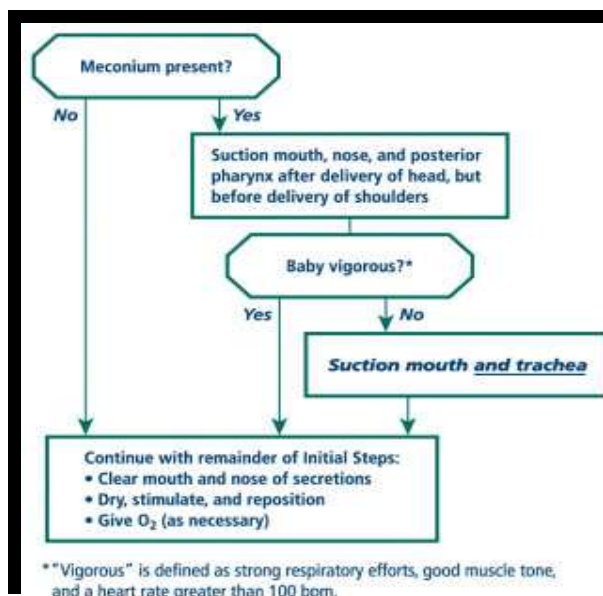 Meconium present?
No
Yes
Suction mouth, nose, and posterior
pharynx after delivery of head, but
before delivery of shoulders
Baby vigorous?*
Yes
No
Suction mouth and trachea
Continue with remainder of Initial Steps:
• Clear mouth and nose of secretions
• Dry, stimulate, and reposition
• Give O₂ (as necessary)
*"Vigorous" is defined as strong respiratory efforts, good muscle tone,
and a heart rate greater than 100 bpm.